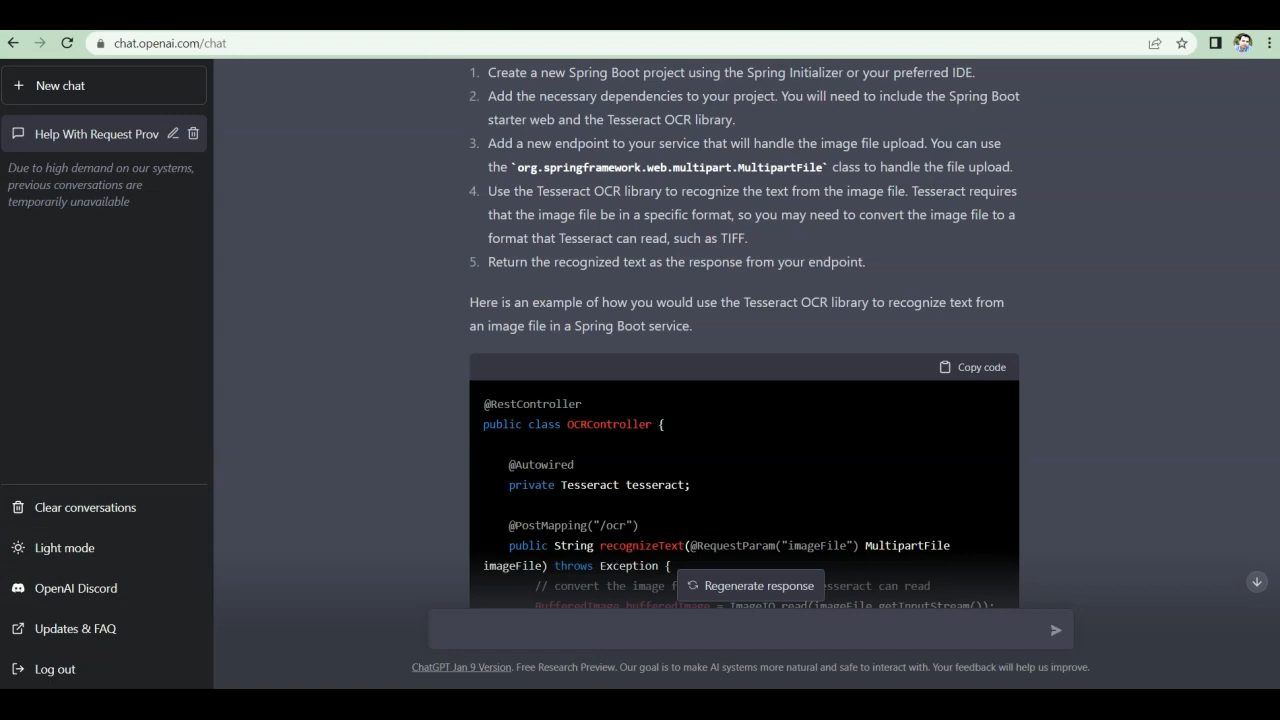 chat.openai.com/chat
New chat
Help With Request Prov
Due to high demand on our systems,
previous conversations are
temporarily unavailable
Clear conversations
Light mode
OpenAI Discord
Updates & FAQ
Log out
1. Create a new Spring Boot project using the Spring Initializer or your preferred IDE.
2. Add the necessary dependencies to your project. You will need to include the Spring Boot
starter web and the Tesseract OCR library.
3. Add a new endpoint to your service that will handle the image file upload. You can use
the `org.springframework.web.multipart.MultipartFile` class to handle the file upload.
4. Use the Tesseract OCR library to recognize the text from the image file. Tesseract requires
that the image file be in a specific format, so you may need to convert the image file to a
format that Tesseract can read, such as TIFF.
5. Return the recognized text as the response from your endpoint.
Here is an example of how you would use the Tesseract OCR library to recognize text from
an image file in a Spring Boot service.
Copy code
@RestController
public class OCRController {
@Autowired
private Tesseract tesseract;
@PostMapping("/ocr")
public String recognizeText(@RequestParam("imageFile") MultipartFile
imageFile) throws Exception {
// convert the image f
Regenerate response
esseract can read
BufferedImage bufferedImage = ImageIO.read(imageFile.getInputStream());
ChatGPT Jan 9 Version. Free Research Preview. Our goal is to make AI systems more natural and safe to interact with. Your feedback will help us improve.